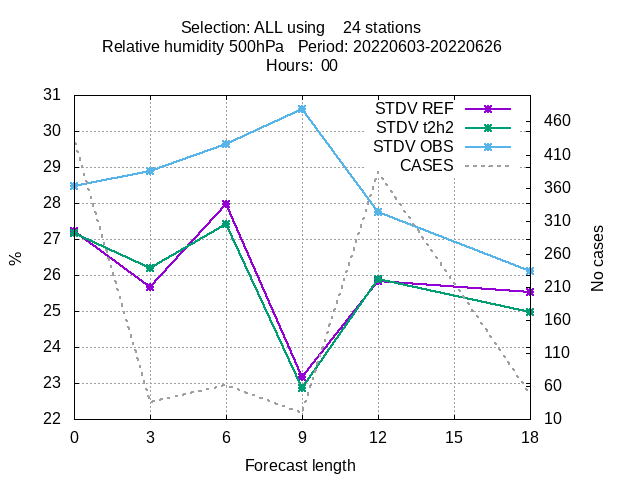 Selection: ALL using    24 stations
Relative humidity 500hPa   Period: 20220603-20220626
Hours:  00
STDV REF
STDV t2h2
STDV OBS
CASES
31
30
29
28
27
26
25
24
23
22
%
460
410
360
310
260
210
160
110
60
10
No cases
0 3 6 9 12 15 18
Forecast length